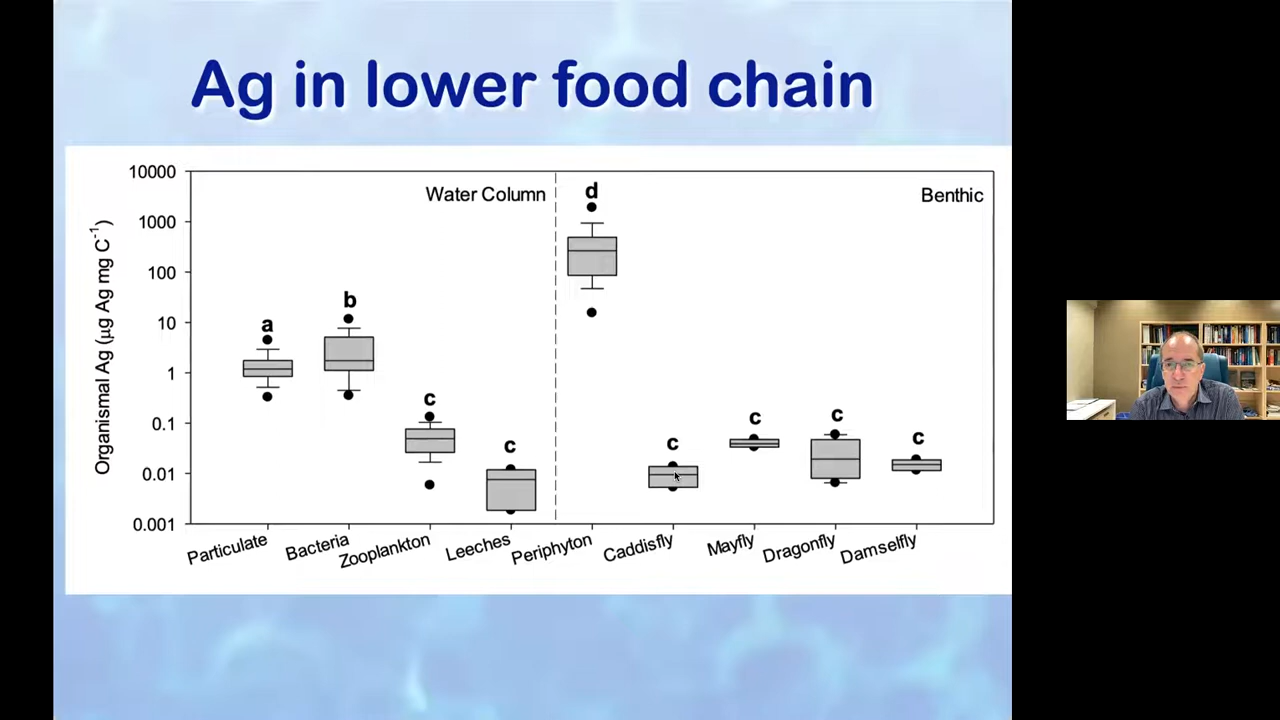 Ag in lower food chain
Organismal Ag (µg Ag mg C⁻¹)
10000
1000
100
10
1
0.1
0.01
0.001
Water Column
Benthic
a
b
c
c
d
c
c
c
c
Particulate
Bacteria
Zooplankton
Leeches
Periphyton
Caddisfly
Mayfly
Dragonfly
Damselfly